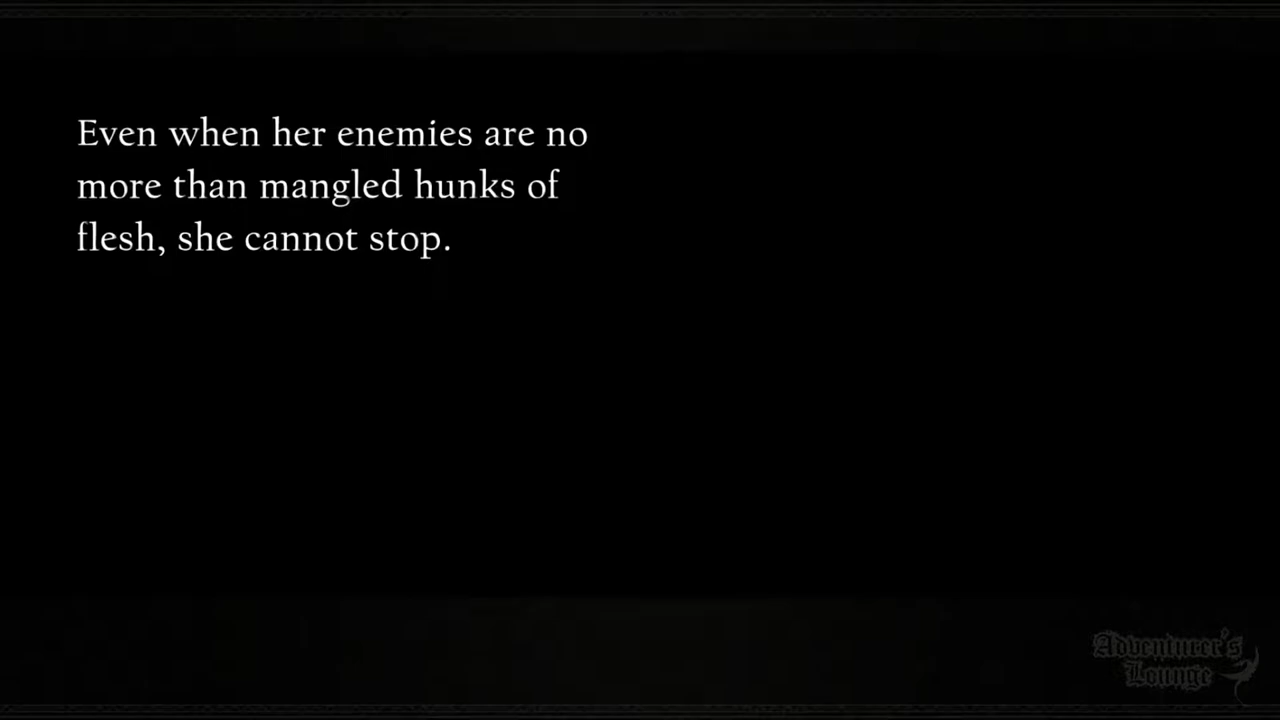 Even when her enemies are no
more than mangled hunks of
flesh, she cannot stop.
Adventurer's
Lounge